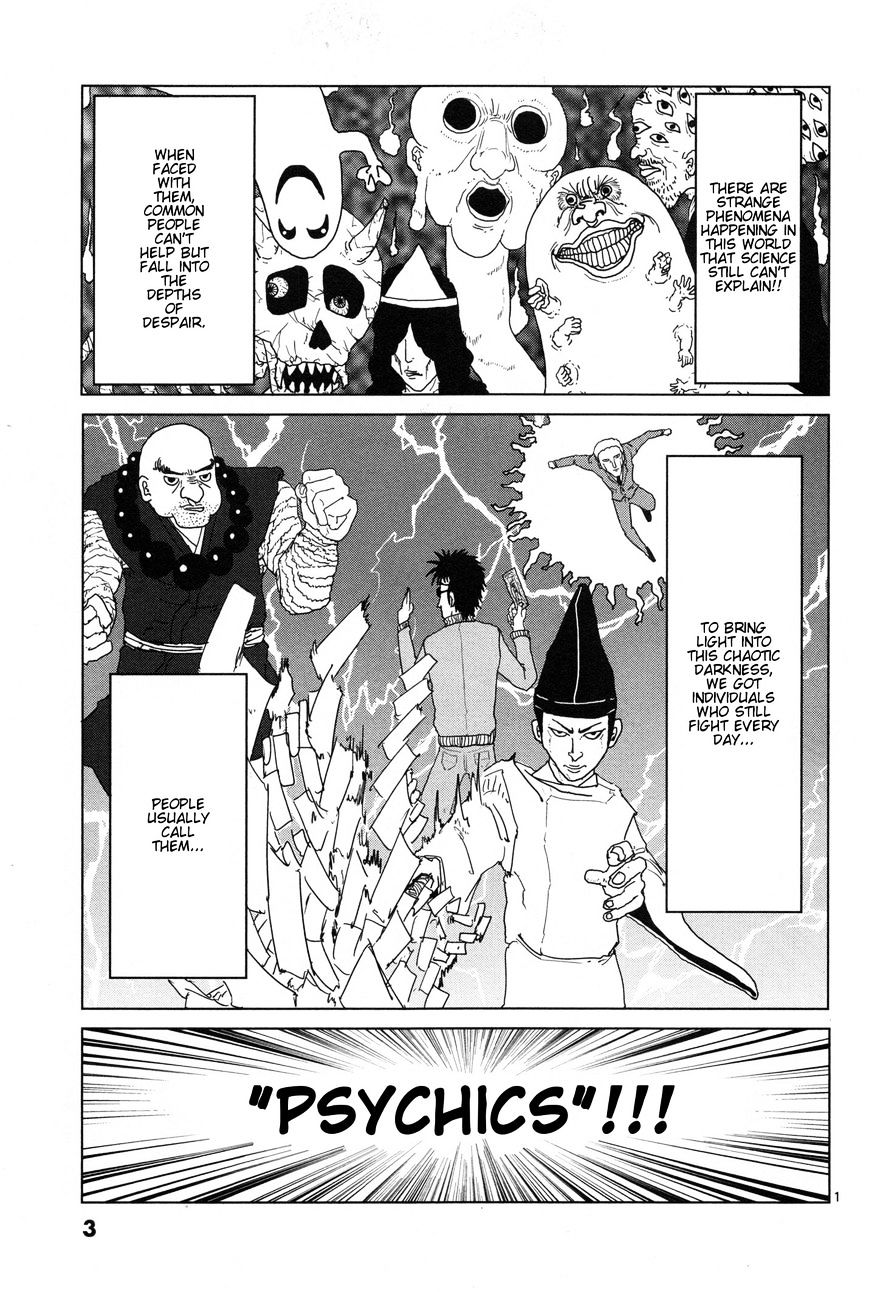 THERE ARE
STRANGE
PHENOMENA
HAPPENING IN
THIS WORLD
THAT SCIENCE
STILL CAN'T
EXPLAIN!!
WHEN
FACED
WITH
THEM,
COMMON
PEOPLE
CAN'T
HELP BUT
FALL INTO
THE
DEPTHS
OF
DESPAIR.
TO BRING
LIGHT INTO
THIS CHAOTIC
DARKNESS,
WE GOT
INDIVIDUALS
WHO STILL
FIGHT EVERY
DAY...
PEOPLE
USUALLY
CALL
THEM...
"PSYCHICS"!!!
1
3